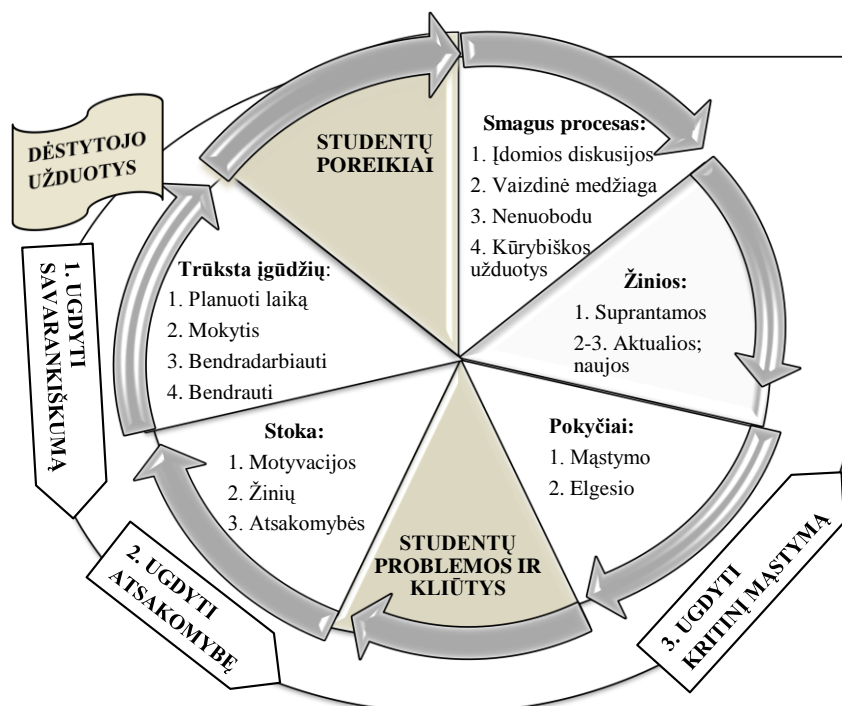 DĖSTYTOJO
UŽDUOTYS
STUDENTŲ
POREIKIAI
Smagus procesas:
1. Įdomios diskusijos
2. Vaizdinė medžiaga
3. Nenuobodu
4. Kūrybiškos
užduotys
Žinios:
1. Suprantamos
2-3. Aktualios;
naujos
Pokyčiai:
1. Mąstymo
2. Elgesio
STUDENTŲ
PROBLEMOS IR
KLIŪTYS
Stoka:
1. Motyvacijos
2. Žinių
3. Atsakomybės
Trūksta įgūdžių:
1. Planuoti laiką
2. Mokytis
3. Bendradarbiauti
4. Bendrauti
1. UGDYTI
SAVARANKIŠKUMĄ
2. UGDYTI
ATSAKOMYBĘ
3. UGDYTI
KRITINĮ MĄSTYMĄ